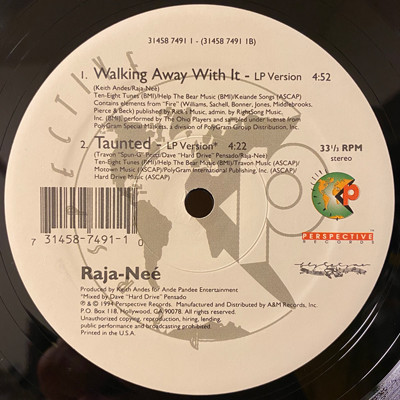 31458 7491 1 - (31458 7491 1B)
1. Walking Away With It - LP Version 4:52
(Keith Andes/Raja-Neé)
Ten-Eight Tunes (BMI)/Help The Bear Music (BMI)/Keiande Songs (ASCAP)
Contains elements from "Fire" (Williams, Satchell, Bonner, Jones, Middlebrooks,
Pierce & Beck) published by Rick's Music, admin. by RightSong Music,
Inc. (BMI), performed by The Ohio Players and sampled under license from
PolyGram Special Markets, a division of PolyGram Group Distribution, Inc.
2. Taunted - LP Version* 4:22
(Travon "Spun-Q" Potts/Dave "Hard Drive" Pensado/Raja-Neé)
Ten-Eight Tunes (BMI)/Help The Bear Music (BMI)/Travon Music (ASCAP)/
Motown Music (ASCAP)/PolyGram International Publishing, Inc. (ASCAP)/
Hard Drive Music (ASCAP)
33⅓ RPM
stereo
PERSPECTIVE
RECORDS
7 31458-7491-1 0
Raja-Neé
Produced by Keith Andes for Ande Pandee Entertainment
*Mixed by Dave "Hard Drive" Pensado
℗ & © 1994 Perspective Records. Manufactured and Distributed by A&M Records, Inc.
P.O. Box 118, Hollywood, CA 90078. All rights reserved.
Unauthorized copying, reproduction, hiring, lending,
public performance and broadcasting prohibited.
Printed in the U.S.A.